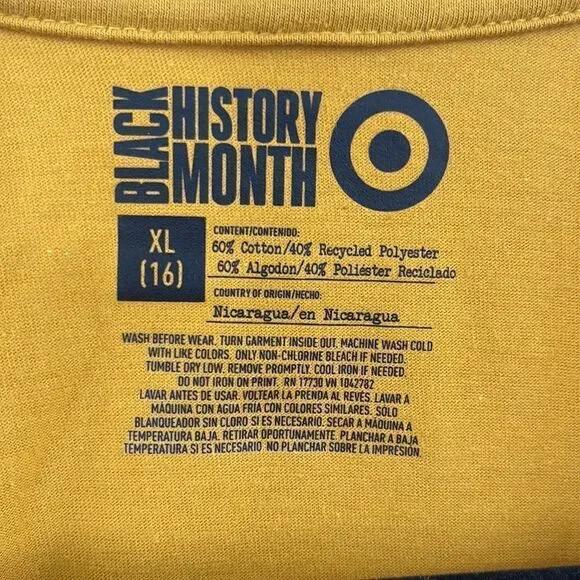 BLACK
HISTORY
MONTH
XL
(16)
CONTENT/CONTENIDO:
60% Cotton/40% Recycled Polyester
60% Algodón/40% Poliéster Reciclado
COUNTRY OF ORIGIN/HECHO:
Nicaragua/en Nicaragua
WASH BEFORE WEAR. TURN GARMENT INSIDE OUT. MACHINE WASH COLD
WITH LIKE COLORS. ONLY NON-CHLORINE BLEACH IF NEEDED.
TUMBLE DRY LOW. REMOVE PROMPTLY. COOL IRON IF NEEDED.
DO NOT IRON ON PRINT. RN 17730 VN 1042782
LAVAR ANTES DE USAR. VOLTEAR LA PRENDA AL REVÉS. LAVAR A
MÁQUINA CON AGUA FRÍA CON COLORES SIMILARES. SOLO
BLANQUEADOR SIN CLORO SI ES NECESARIO. SECAR A MÁQUINA A
TEMPERATURA BAJA. RETIRAR OPORTUNAMENTE. PLANCHAR A BAJA
TEMPERATURA SI ES NECESARIO. NO PLANCHAR SOBRE LA IMPRESIÓN.